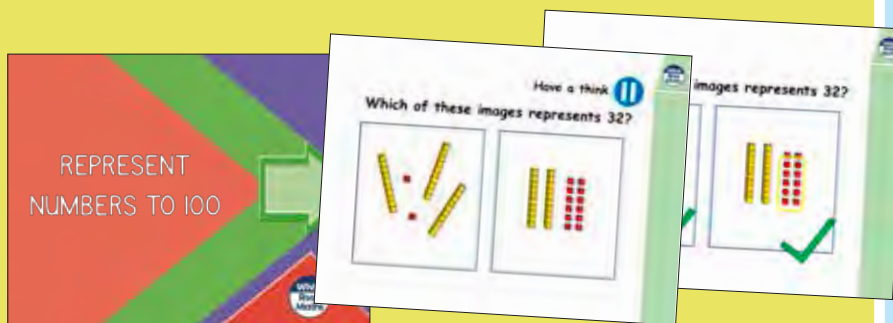 REPRESENT
NUMBERS TO 100
Have a think
Which of these images represents 32?
images represents 32?